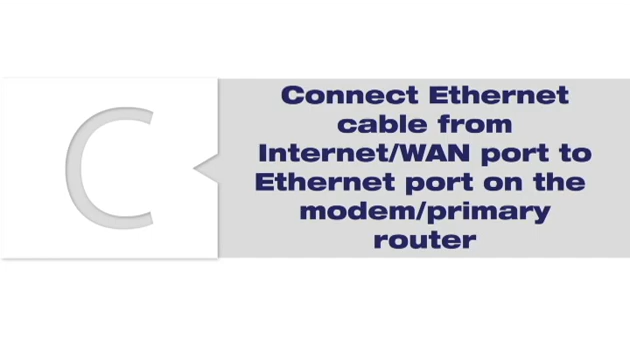 C
Connect Ethernet
cable from
Internet/WAN port to
Ethernet port on the
modem/primary
router